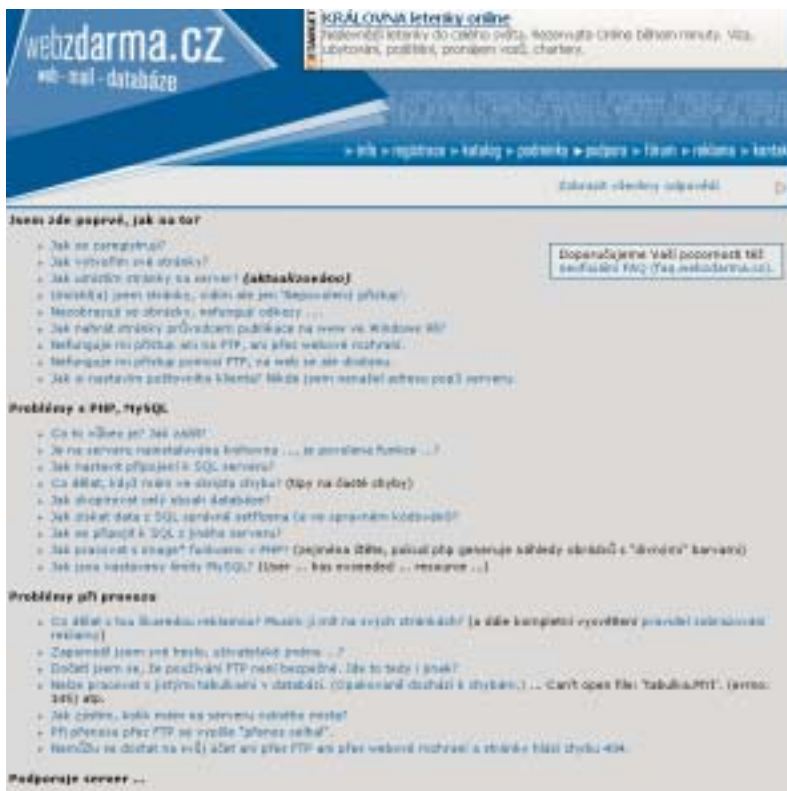 KRÁLOVNA letenky online
Nejlevnější letenky do celého světa. Rezervujte Online během minuty. Víza,
ubytování, pojištění, pronájem vozů, chartery.
webzdarma.cz
web - mail - databáze
info registrace katalog podmínky podpora fórum reklama kontakt
Zobrazit všechny odpovědi
Jsem zde poprvé, jak na to?
Jak se zaregistruji?
Jak vytvořím své stránky?
Jak umístím stránky na server? (aktualizováno)
jsem stránky, vidím ale jen 'Nepovolený přístup'.
Nezobrazují se obrázky, nefungují odkazy ...
Jak nahrát stránky průvodcem publikace na www ve Windows
Nefunguje mi přístup ani na FTP, ani přes webové rozhraní.
Nefunguje mi přístup pomocí FTP, na web se ale dostanu.
Jak si nastavím poštovního klienta? Nikde jsem nenašel adresu pop3 serveru.
Doporučujeme Vaší pozornosti též
neoficiální FAQ (faq.webzdarma.cz).
Problémy s PHP, MySQL
Co to vůbec je? Jak začít?
Je na serveru nainstalována knihovna ..., je povolena funkce ...?
Jak nastavit připojení k SQL serveru?
Co dělat, když mám ve skriptu chybu? (tipy na časté chyby)
Jak zkopírovat celý obsah databáze?
Jak získat data z SQL správně setřízena (a ve správném kódování)?
Jak se připojit k SQL z jiného serveru?
Jak pracovat s image* funkcemi v PHP? (zejména čtěte, pokud php generuje náhledy obrázků s "divnými" barvami)
Jak jsou nastaveny limity MySQL? (User ... has exceeded ... resource ...)
Problémy při provozu
Co dělat s tou škaredou reklamou? Musím ji mít na svých stránkách? (a dále kompletní vysvětlení pravidel zobrazování
reklamy)
Zapomněl jsem své heslo, uživatelské jméno ...?
Dočetl jsem se, že používání FTP není bezpečné. Jde to tedy i jinak?
Nelze pracovat s jistými tabulkami v databázi. (Opakovaně dochází k chybám.) ... Can't open file: 'tabulka.MYI'. (errno:
145) atp.
Jak zjistím, kolik mám na serveru volného místa?
Při přenosu přes FTP se vypíše "přenos selhal".
Nemůžu se dostat na svůj účet ani přes FTP ani přes webové rozhraní a stránky hlásí chybu 404.
Podporuje server ...